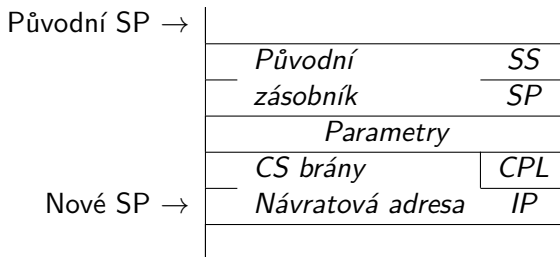 Původní SP →
Původní SS
zásobník SP
Parametry
CS brány CPL
Nové SP → Návratová adresa IP